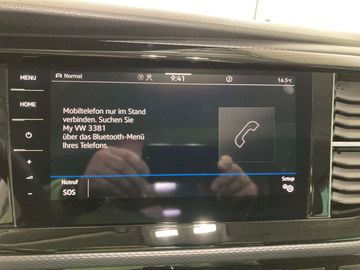 MENU
Normal
9:41
16.5°C
HOME
Mobiltelefon nur im Stand
verbinden. Suchen Sie
My VW 3381
über das Bluetooth-Menü
Ihres Telefons.
Notruf
SOS
Setup